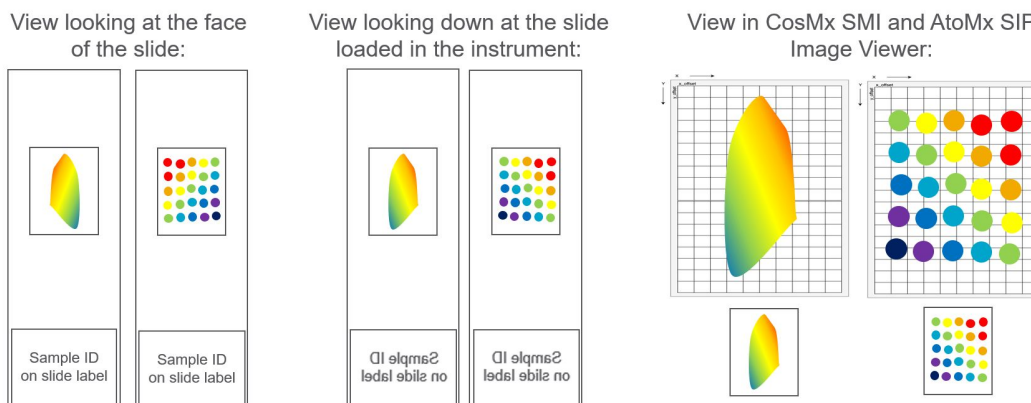 View looking at the face
of the slide:
View looking down at the slide
loaded in the instrument:
View in CosMx SMI and AtoMx SIP
Image Viewer:
X
x_offset
Y
X
x_offset
Y
Sample ID
on slide label
Sample ID
on slide label
Sample ID
on slide label
Sample ID
on slide label